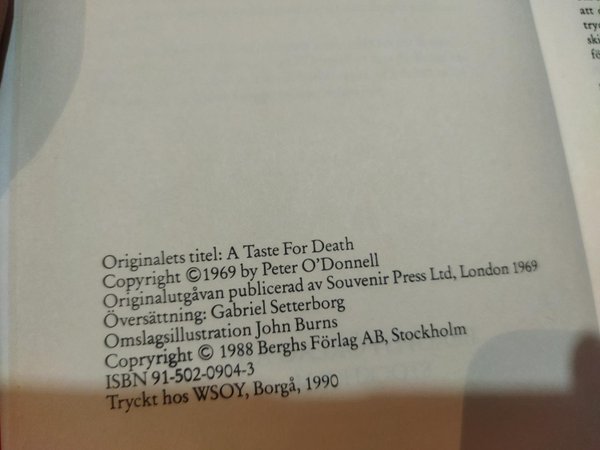 Originalets titel: A Taste For Death
Copyright ©1969 by Peter O'Donnell
Originalutgåvan publicerad av Souvenir Press Ltd, London 1969
Översättning: Gabriel Setterborg
Omslagsillustration John Burns
Copryright © 1988 Berghs Förlag AB, Stockholm
ISBN 91-502-0904-3
Tryckt hos WSOY, Borgå, 1990
att